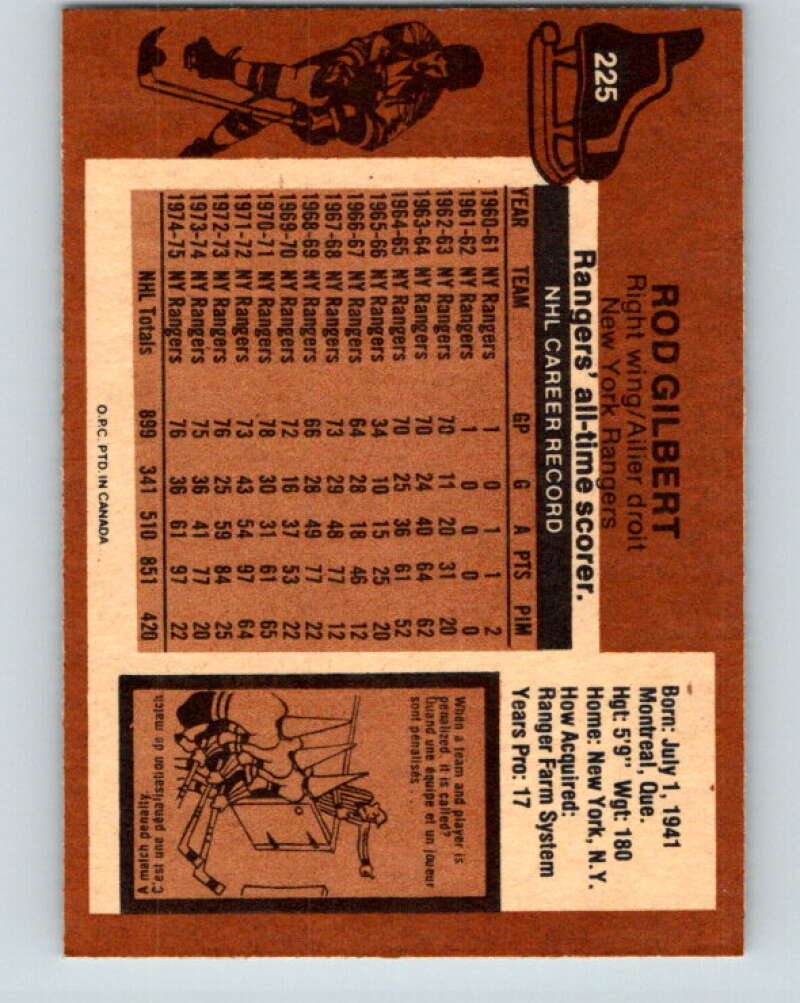 225
ROD GILBERT
Right wing/Ailier droit
New York Rangers
Rangers' all-time scorer.
NHL CAREER RECORD
YEAR TEAM GP G A PTS PIM
1960-61 NY Rangers 1 0 1 1 2
1961-62 NY Rangers 1 0 0 0 0
1962-63 NY Rangers 70 11 20 31 20
1963-64 NY Rangers 70 24 40 64 62
1964-65 NY Rangers 70 25 36 61 52
1965-66 NY Rangers 34 10 15 25 20
1966-67 NY Rangers 64 28 18 46 12
1967-68 NY Rangers 73 29 48 77 12
1968-69 NY Rangers 66 28 49 77 22
1969-70 NY Rangers 72 16 37 53 22
1970-71 NY Rangers 78 30 31 61 65
1971-72 NY Rangers 73 43 54 97 64
1972-73 NY Rangers 76 25 59 84 25
1973-74 NY Rangers 75 36 41 77 20
1974-75 NY Rangers 76 36 61 97 22
NHL Totals 899 341 510 851 420
O.P.C. PTD. IN CANADA
Born: July 1, 1941
Montreal, Que.
Hgt: 5'9" Wgt: 180
Home: New York, N.Y.
How Acquired:
Ranger Farm System
Years Pro: 17
When a team and player is
penalized, it is called?
Quand une équipe et un joueur
sont pénalisés...
A match penalty
C'est une pénalisation de match